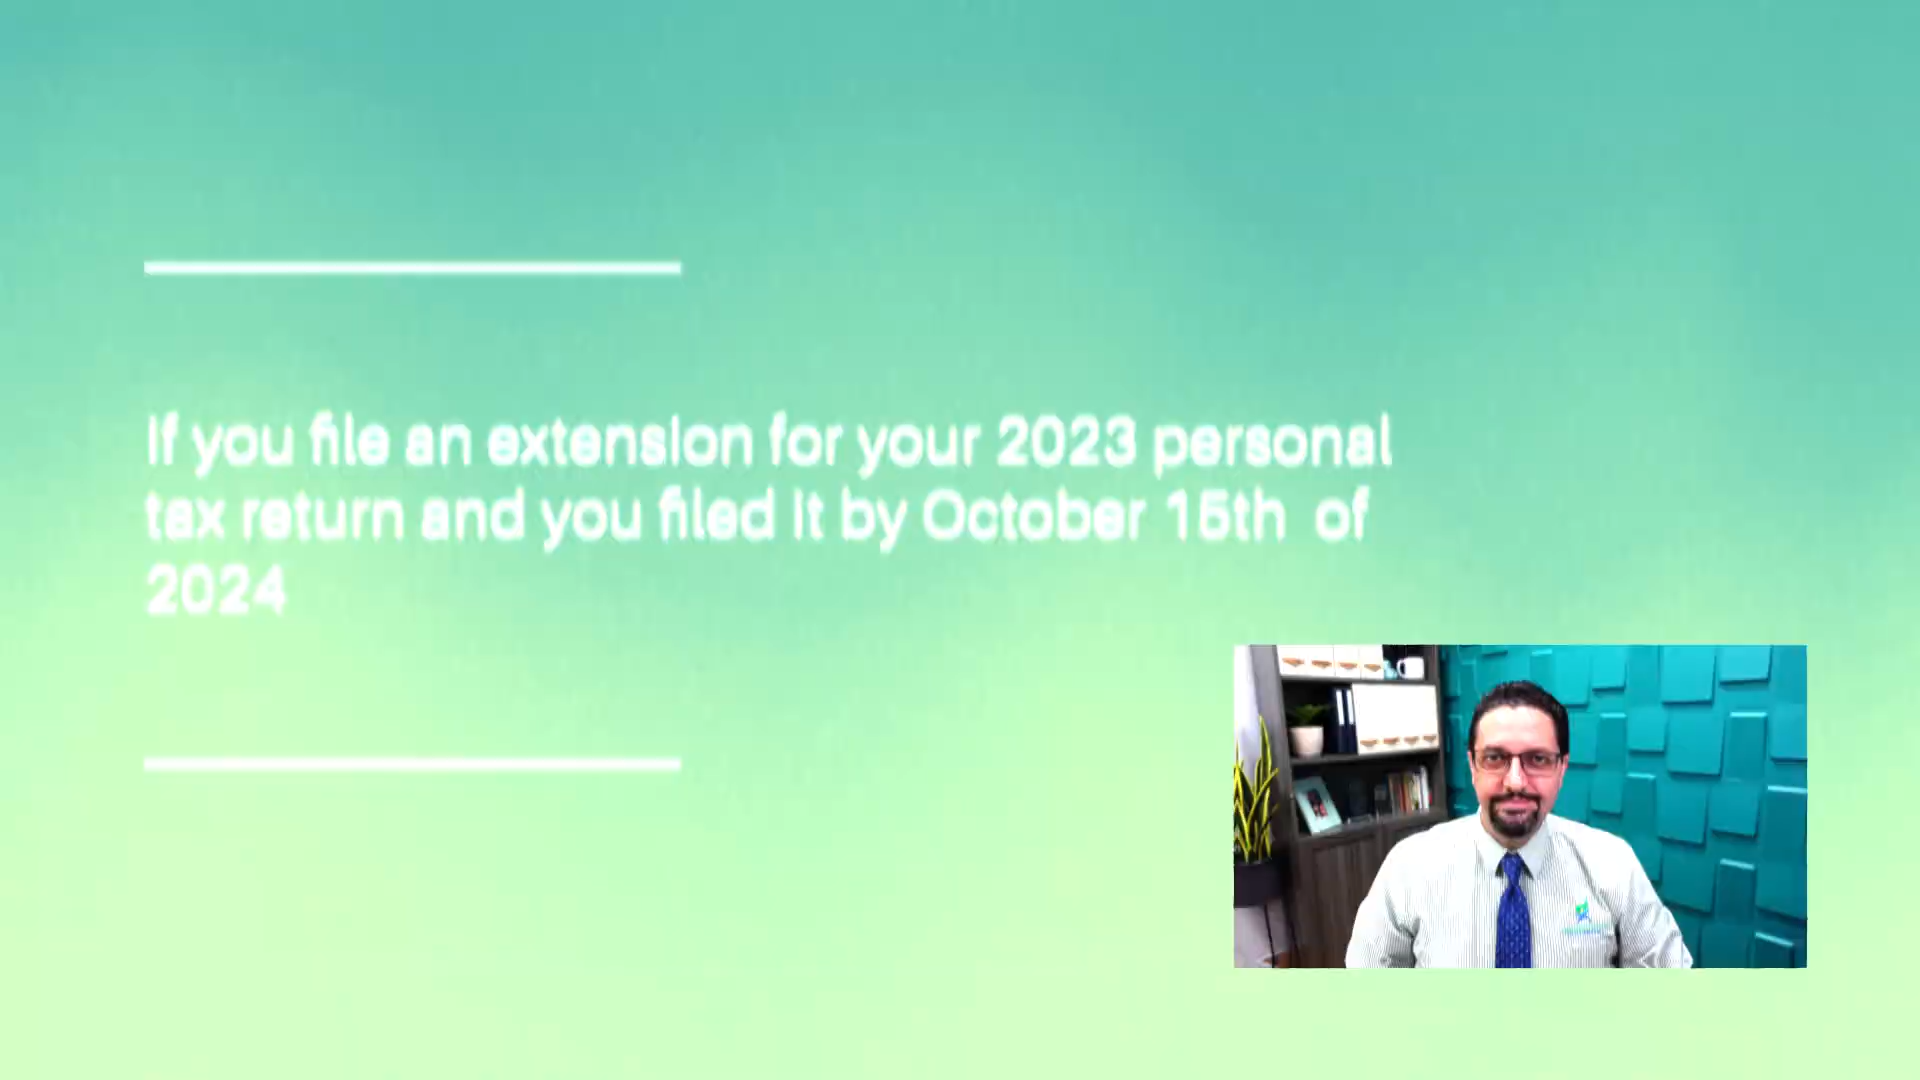 If you file an extension for your 2023 personal
tax return and you filed it by October 15th of
2024